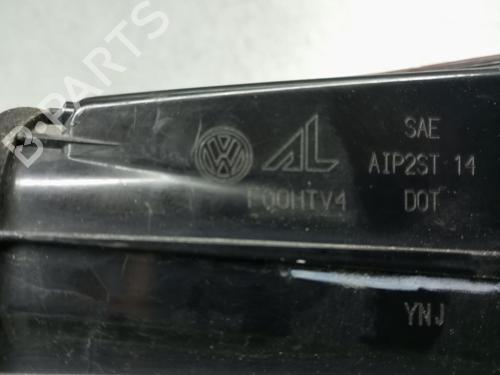 B-PARTS
VW AL SAE
AIP2ST 14
F00HTV4 DOT
YNJ